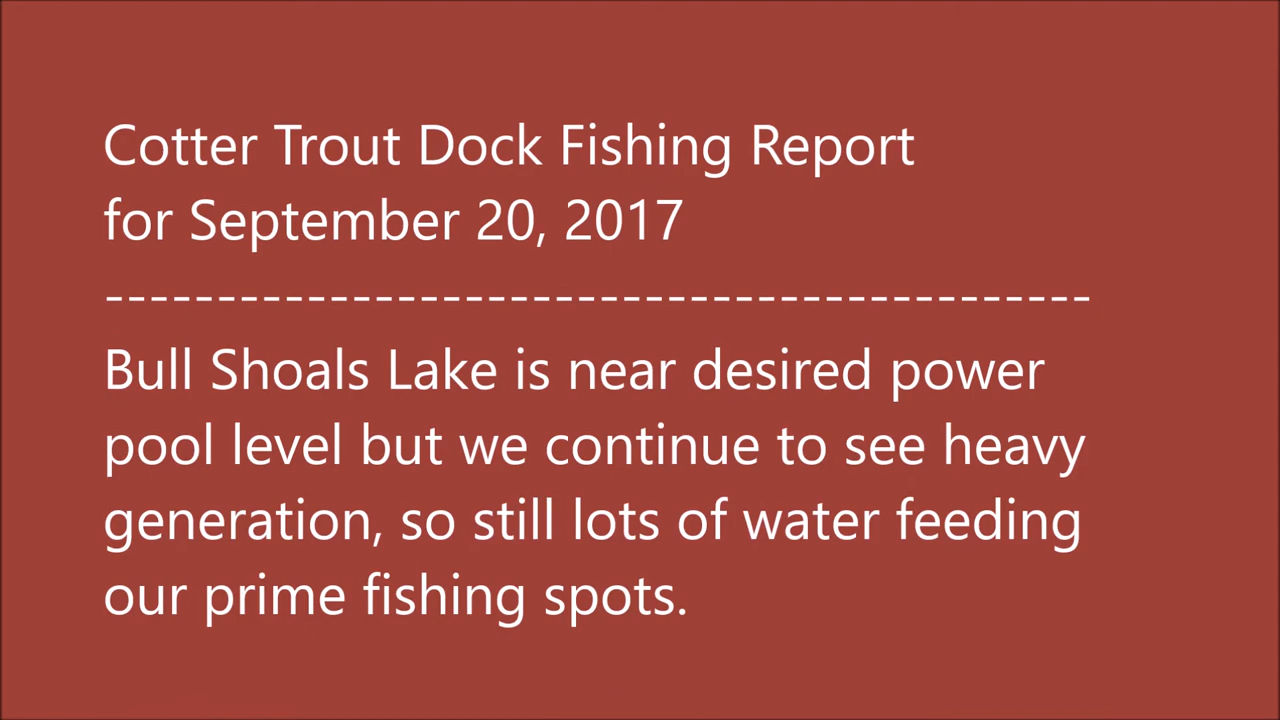 Cotter Trout Dock Fishing Report
for September 20, 2017
--------------------------------------------
Bull Shoals Lake is near desired power
pool level but we continue to see heavy
generation, so still lots of water feeding
our prime fishing spots.